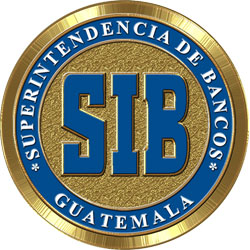 *SUPERINTENDENCIA DE BANCOS*
SIB
GUATEMALA